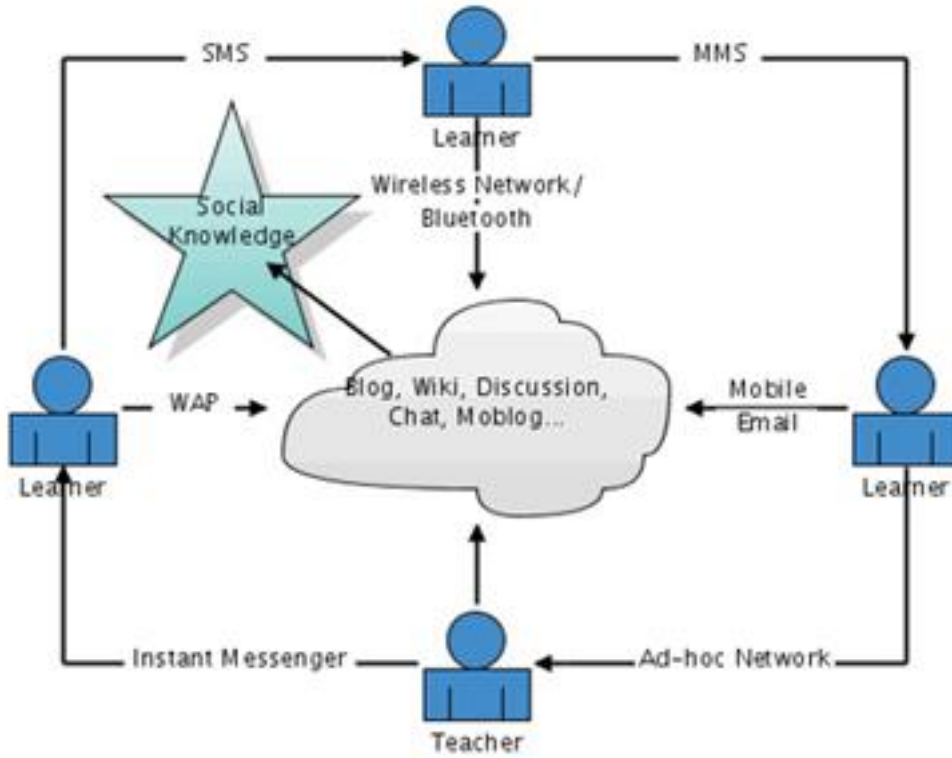 SMS
MMS
Learner
Wireless Network/
Bluetooth
Social
Knowledge
Blog, Wiki, Discussion,
Chat, Moblog...
WAP
Mobile
Email
Learner
Learner
Instant Messenger
Ad-hoc Network
Teacher